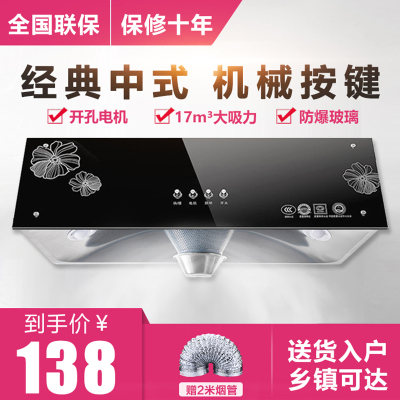 全国联保 保修十年
经典中式 机械按键
开孔电机 17m³大吸力 防爆玻璃
到手价￥
138
赠2米烟管
送货入户
乡镇可达